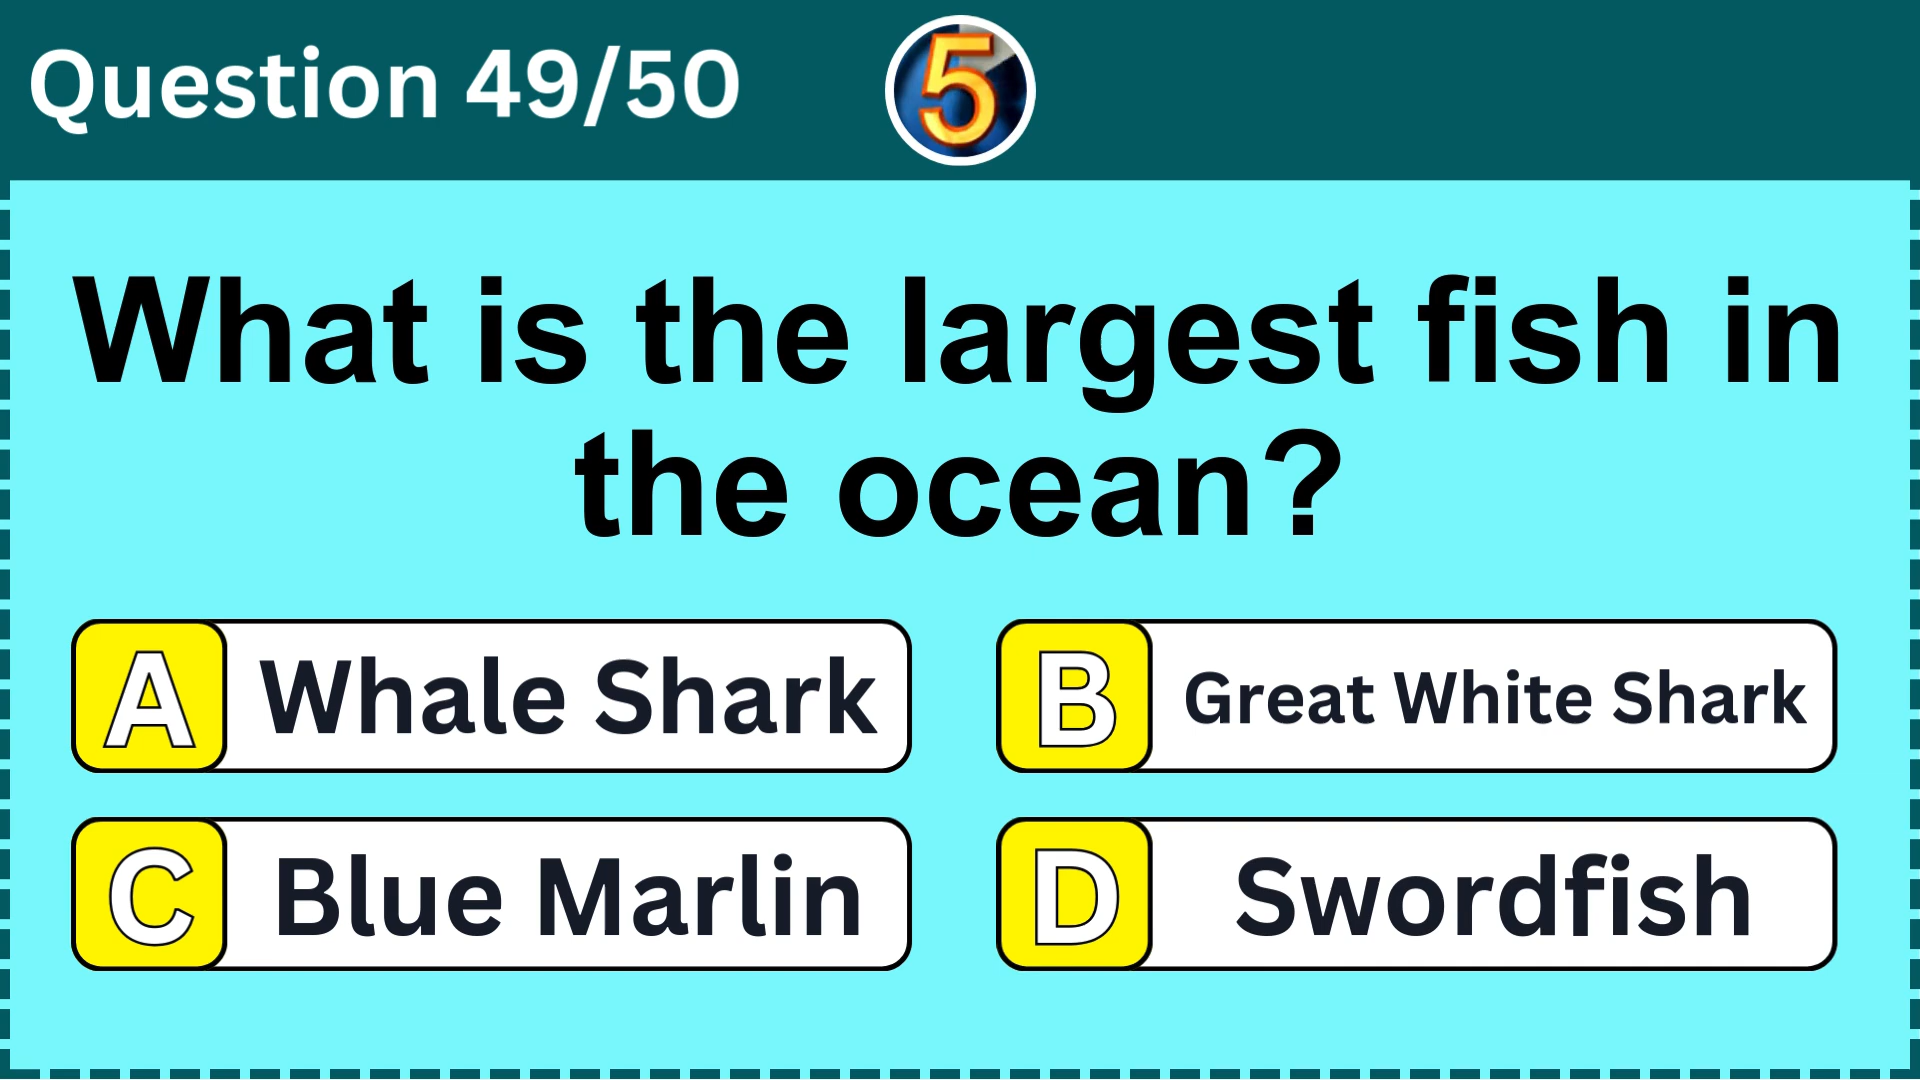 Question 49/50
5
What is the largest fish in
the ocean?
A Whale Shark
B Great White Shark
C Blue Marlin
D Swordfish